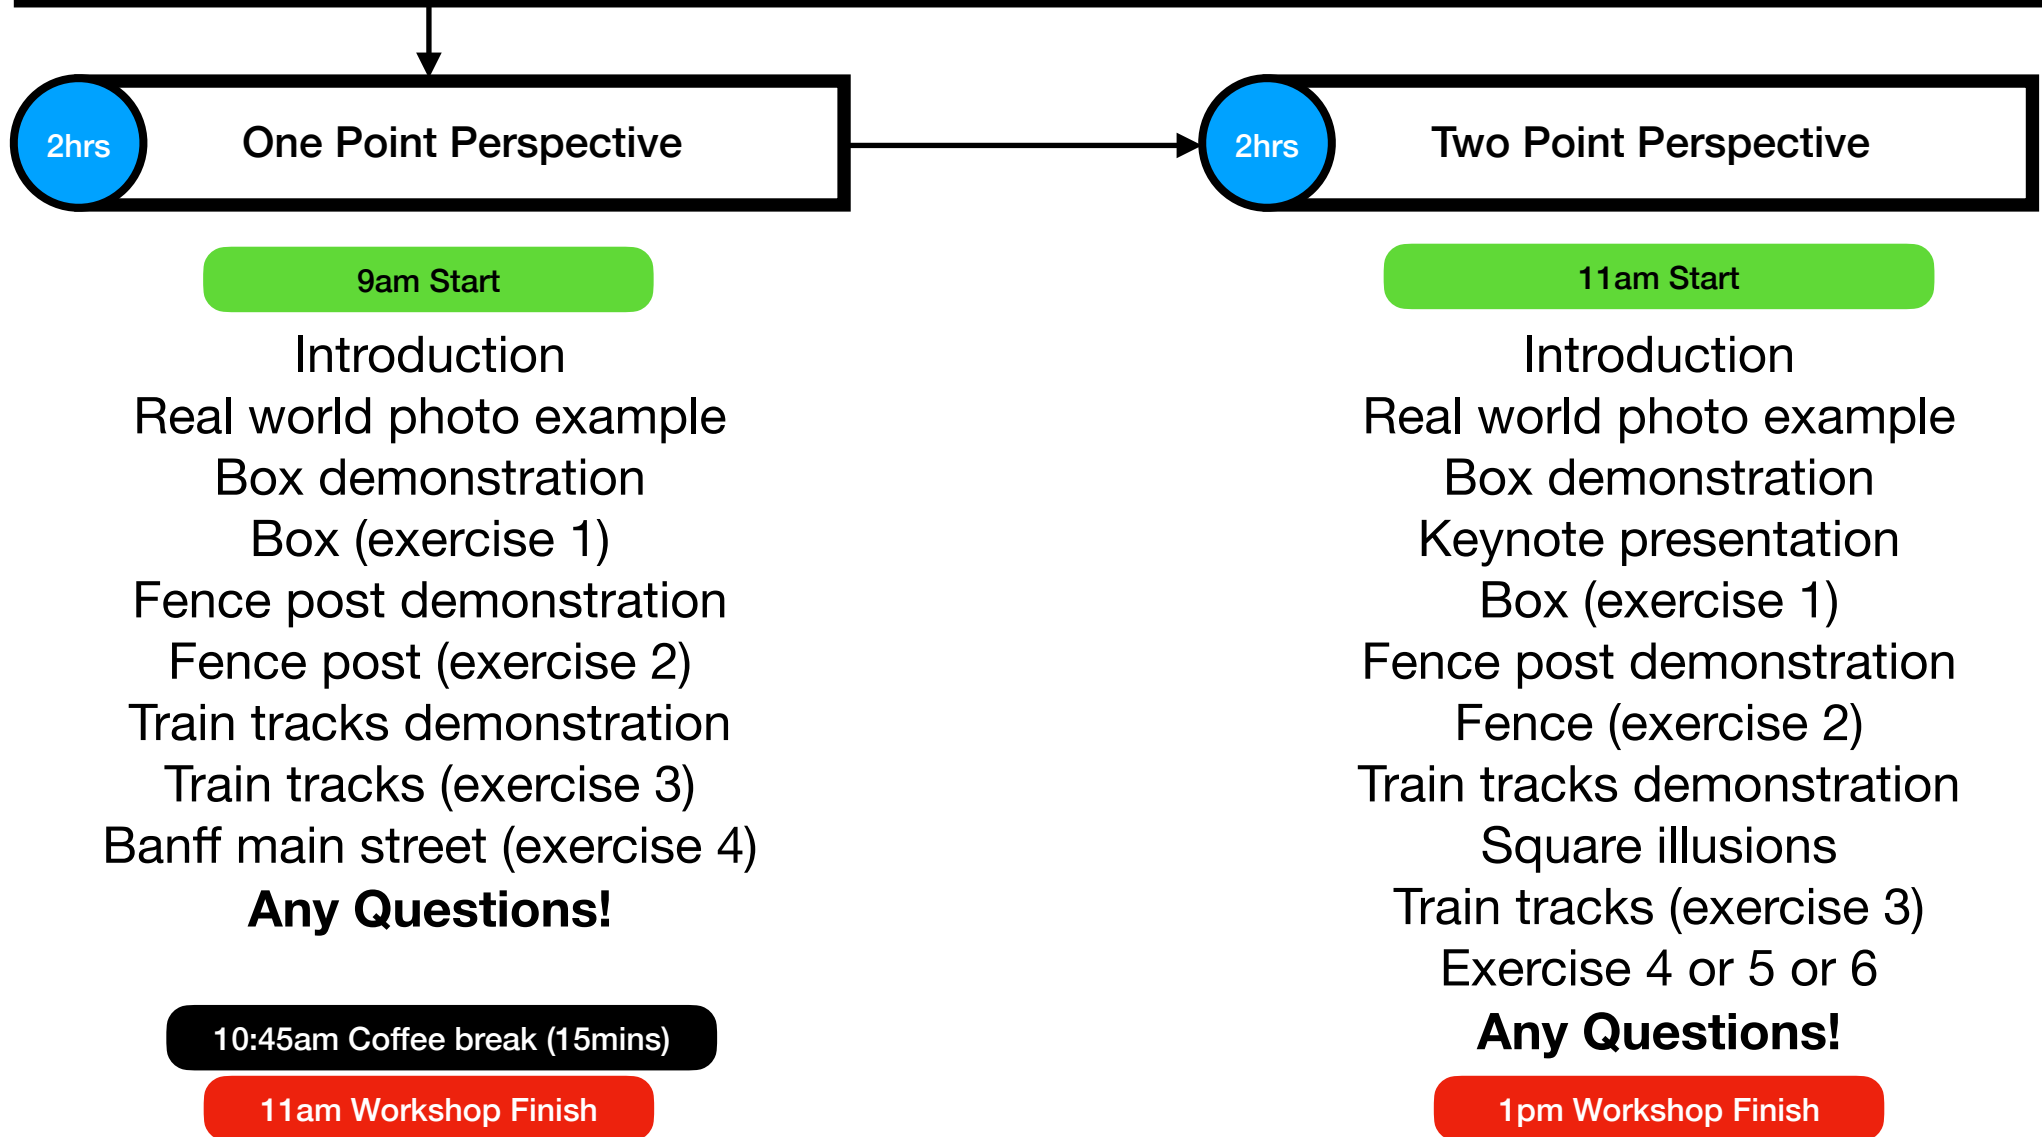 2hrs
One Point Perspective
9am Start
Introduction
Real world photo example
Box demonstration
Box (exercise 1)
Fence post demonstration
Fence post (exercise 2)
Train tracks demonstration
Train tracks (exercise 3)
Banff main street (exercise 4)
Any Questions!
10:45am Coffee break (15mins)
11am Workshop Finish
2hrs
Two Point Perspective
11am Start
Introduction
Real world photo example
Box demonstration
Keynote presentation
Box (exercise 1)
Fence post demonstration
Fence (exercise 2)
Train tracks demonstration
Square illusions
Train tracks (exercise 3)
Exercise 4 or 5 or 6
Any Questions!
1pm Workshop Finish